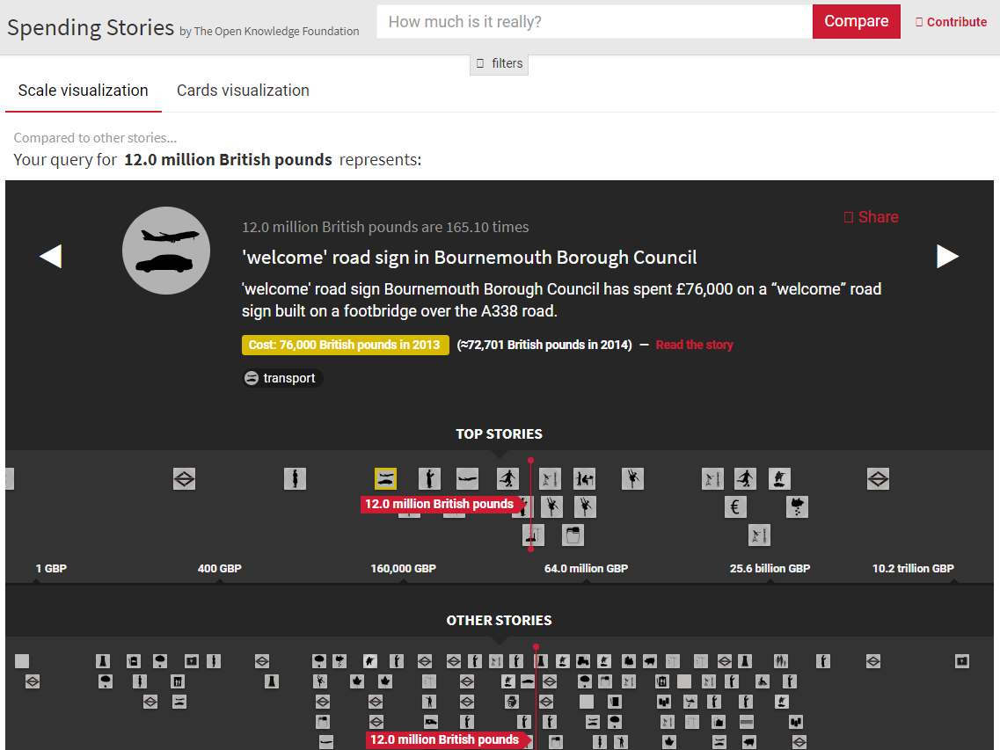 Spending Stories by The Open Knowledge Foundation
How much is it really?
Compare
Contribute
filters
Scale visualization
Cards visualization
Compared to other stories...
Your query for 12.0 million British pounds represents:
12.0 million British pounds are 165.10 times
Share
'welcome' road sign in Bournemouth Borough Council
'welcome' road sign Bournemouth Borough Council has spent £76,000 on a “welcome” road
sign built on a footbridge over the A338 road.
Cost: 76,000 British pounds in 2013 (≈72,701 British pounds in 2014) — Read the story
transport
TOP STORIES
€
12.0 million British pounds
1 GBP 400 GBP 160,000 GBP 64.0 million GBP 25.6 billion GBP 10.2 trillion GBP
OTHER STORIES
12.0 million British pounds